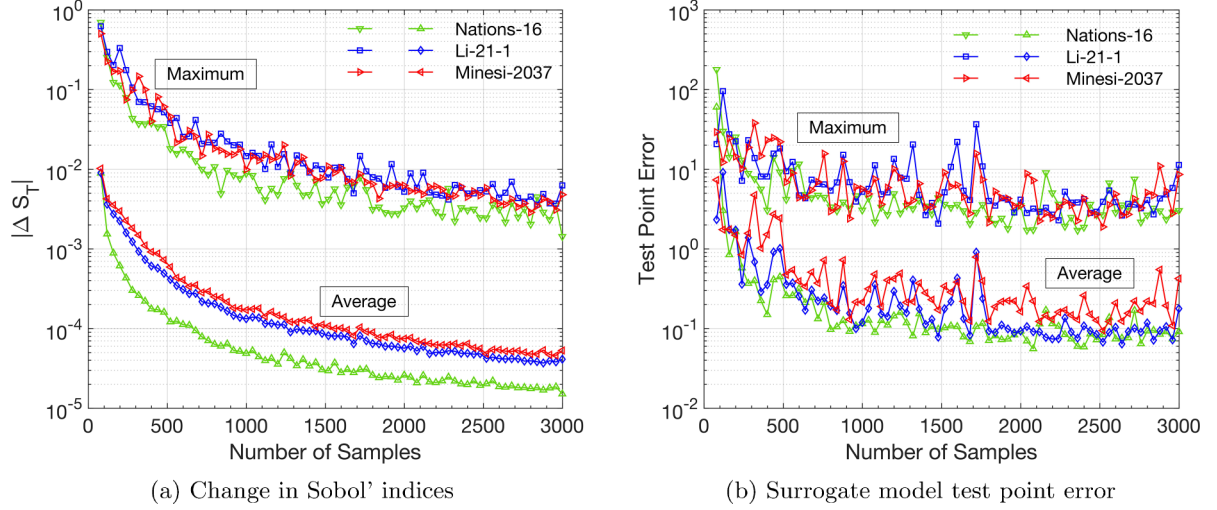 10^0
10^-1
10^-2
10^-3
10^-4
10^-5
|Δ S_T|
Nations-16
Li-21-1
Minesi-2037
Maximum
Average
0 500 1000 1500 2000 2500 3000
Number of Samples
(a) Change in Sobol' indices
10^3
10^2
10^1
10^0
10^-1
10^-2
Test Point Error
Nations-16
Li-21-1
Minesi-2037
Maximum
Average
0 500 1000 1500 2000 2500 3000
Number of Samples
(b) Surrogate model test point error